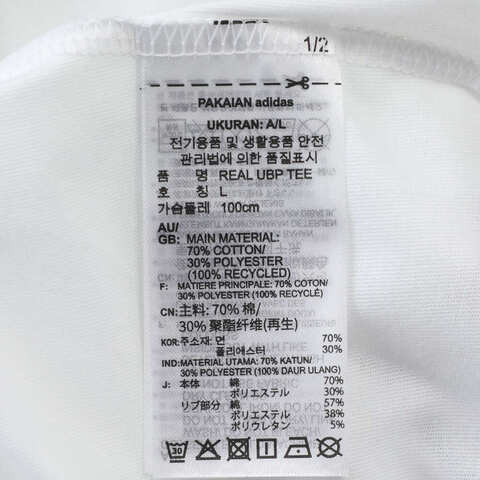 1/2
PAKAIAN adidas
UKURAN: A/L
전기용품 및 생활용품 안전
관리법에 의한 품질표시
품 명 REAL UBP TEE
호 칭 L
가슴둘레 100cm
AU/
GB: MAIN MATERIAL:
70% COTTON/
30% POLYESTER
(100% RECYCLED)
F: MATIERE PRINCIPALE: 70% COTON/
30% POLYESTER (100% RECYCLÉ)
CN: 主料: 70% 棉/
30% 聚酯纤维(再生)
KOR: 주소재: 면 70%
폴리에스터 30%
IND: MATERIAL UTAMA: 70% KATUN/
30% POLYESTER (100% DAUR ULANG)
J: 本体 綿 70%
ポリエステル 30%
リブ部分 綿 57%
ポリエステル 38%
ポリウレタン 5%
30